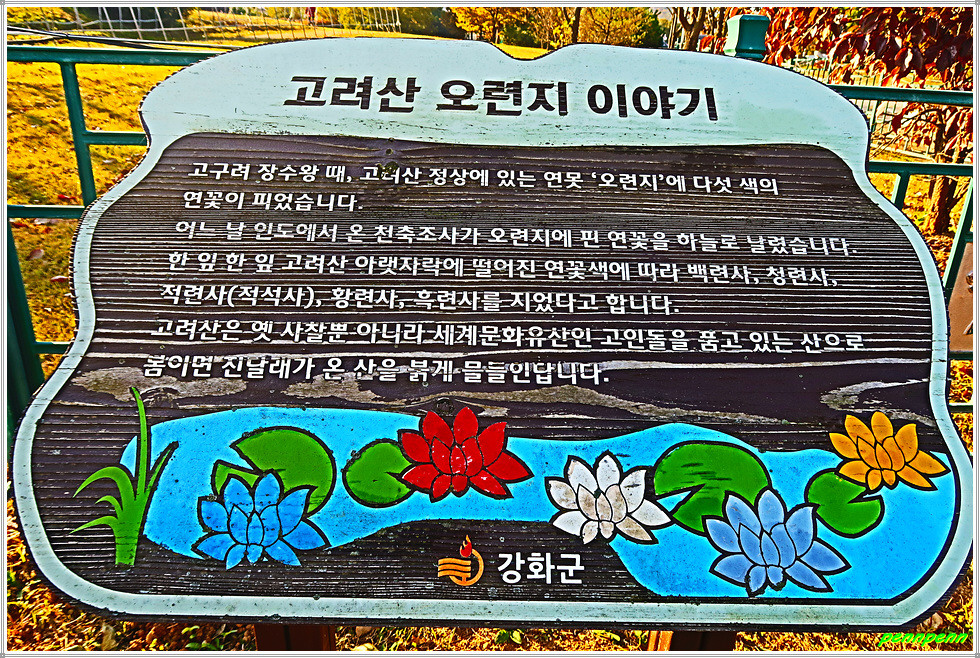 고려산 오련지 이야기
고구려 장수왕 때, 고려산 정상에 있는 연못 '오련지'에 다섯 색의
연꽃이 피었습니다.
어느 날 인도에서 온 천축조사가 오련지에 핀 연꽃을 하늘로 날렸습니다.
한 잎 한 잎 고려산 아랫자락에 떨어진 연꽃색에 따라 백련사, 청련사,
적련사(적석사), 황련사, 흑련사를 지었다고 합니다.
고려산은 옛 사찰뿐 아니라 세계문화유산인 고인돌을 품고 있는 산으로
봄이면 진달래가 온 산을 붉게 물들인답니다.
강화군
pennpenn